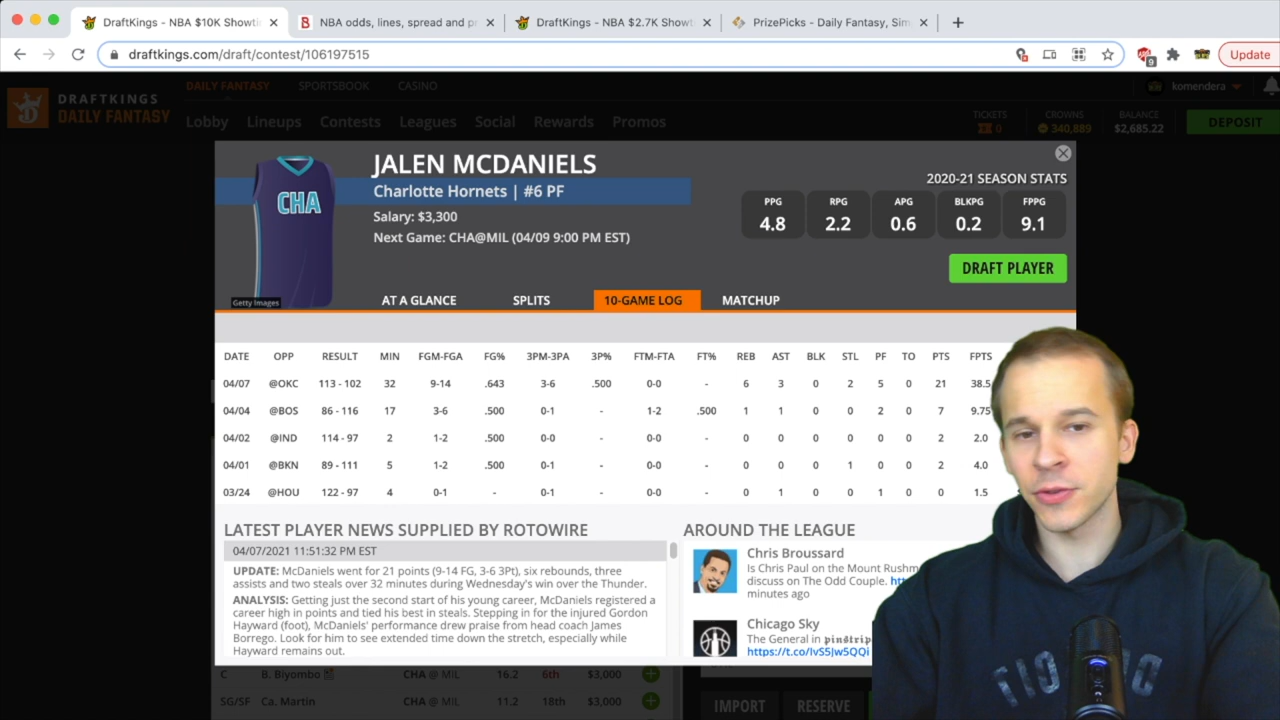 DraftKings - NBA $10K Showti
NBA odds, lines, spread and pr
DraftKings - NBA $2.7K Showt
PrizePicks - Daily Fantasy, Sim
draftkings.com/draft/contest/106197515
9
Update
DRAFTKINGS
DAILY FANTASY
DAILY FANTASY SPORTSBOOK CASINO
komendera
Lobby Lineups Contests Leagues Social Rewards Promos
TICKETS
0
CROWNS
340,889
BALANCE
$2,685.22
DEPOSIT
CHA
Getty Images
JALEN MCDANIELS
Charlotte Hornets | #6 PF
Salary: $3,300
Next Game: CHA@MIL (04/09 9:00 PM EST)
2020-21 SEASON STATS
PPG RPG APG BLKPG FPPG
4.8 2.2 0.6 0.2 9.1
DRAFT PLAYER
AT A GLANCE SPLITS 10-GAME LOG MATCHUP
DATE OPP RESULT MIN FGM-FGA FG% 3PM-3PA 3P% FTM-FTA FT% REB AST BLK STL PF TO PTS FPTS
04/07 @OKC 113 - 102 32 9-14 .643 3-6 .500 0-0 - 6 3 0 2 5 0 21 38.5
04/04 @BOS 86 - 116 17 3-6 .500 0-1 - 1-2 .500 1 1 0 0 2 0 7 9.75
04/02 @IND 114 - 97 2 1-2 .500 0-0 - 0-0 - 0 0 0 0 0 0 2 2.0
04/01 @BKN 89 - 111 5 1-2 .500 0-1 - 0-0 - 0 0 0 1 0 0 2 4.0
03/24 @HOU 122 - 97 4 0-1 - 0-1 - 0-0 - 0 1 0 0 1 0 0 1.5
LATEST PLAYER NEWS SUPPLIED BY ROTOWIRE
04/07/2021 11:51:32 PM EST
UPDATE: McDaniels went for 21 points (9-14 FG, 3-6 3Pt), six rebounds, three
assists and two steals over 32 minutes during Wednesday's win over the Thunder.
ANALYSIS: Getting just the second start of his young career, McDaniels registered a
career high in points and tied his best in steals. Stepping in for the injured Gordon
Hayward (foot), McDaniels' performance drew praise from head coach James
Borrego. Look for him to see extended time down the stretch, especially while
Hayward remains out.
AROUND THE LEAGUE
Chris Broussard
Is Chris Paul on the Mount Rushm
discuss on The Odd Couple. htt
minutes ago
Chicago Sky
The General in 𝖕𝖎𝖓𝖘𝖙𝖗𝖎𝖕
https://t.co/lvS5Jw5QQi
C B. Biyombo CHA @ MIL 16.2 6th $3,000
SG/SF Ca. Martin CHA @ MIL 11.2 18th $3,000
IMPORT RESERVE